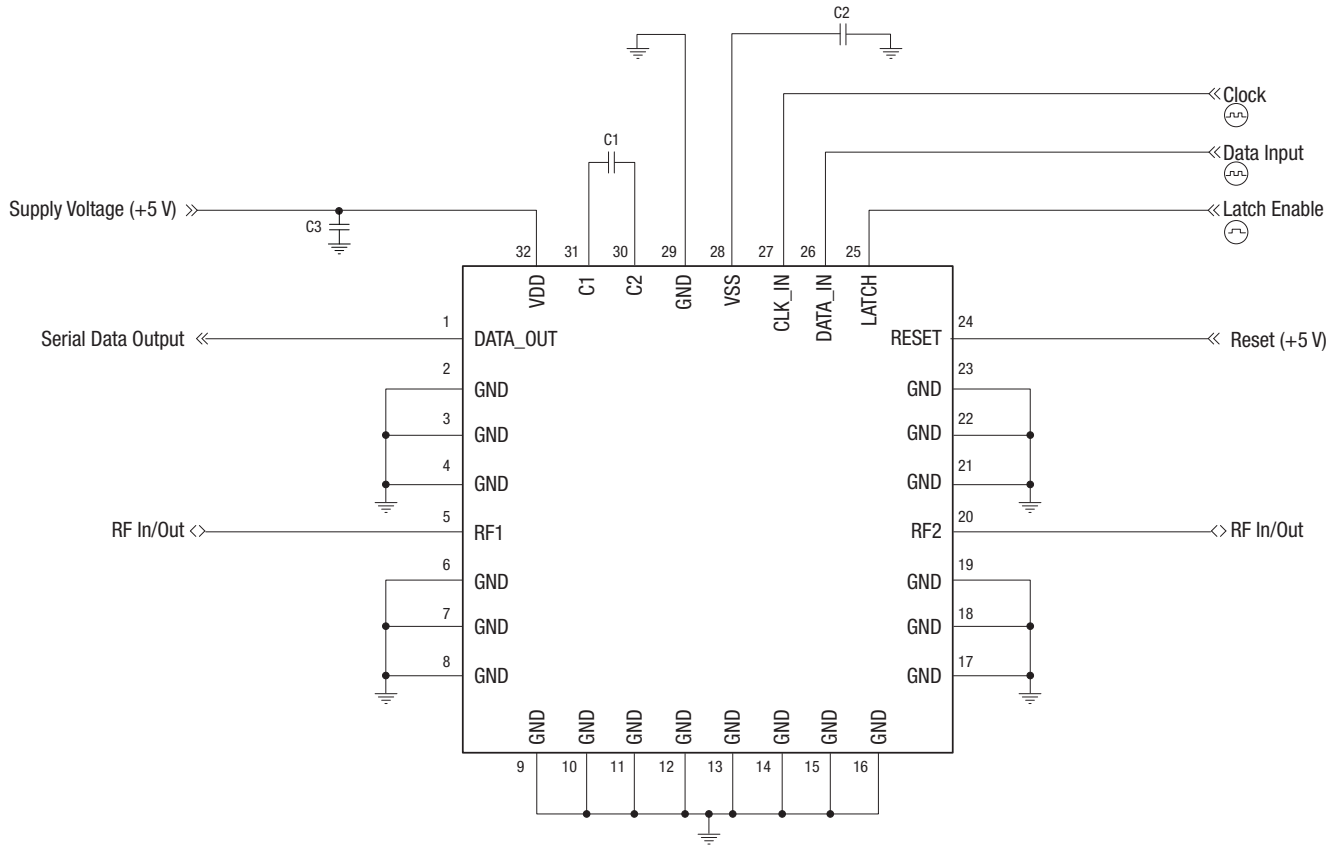 C2
Clock
C1
Data Input
Supply Voltage (+5 V)
Latch Enable
C3
32 31 30 29 28 27 26 25
VDD C1 C2 GND VSS CLK_IN DATA_IN LATCH
1 24
Serial Data Output DATA_OUT RESET Reset (+5 V)
2 23
GND GND
3 22
GND GND
4 21
GND GND
5 20
RF In/Out RF1 RF2 RF In/Out
6 19
GND GND
7 18
GND GND
8 17
GND GND
GND GND GND GND GND GND GND GND
9 10 11 12 13 14 15 16